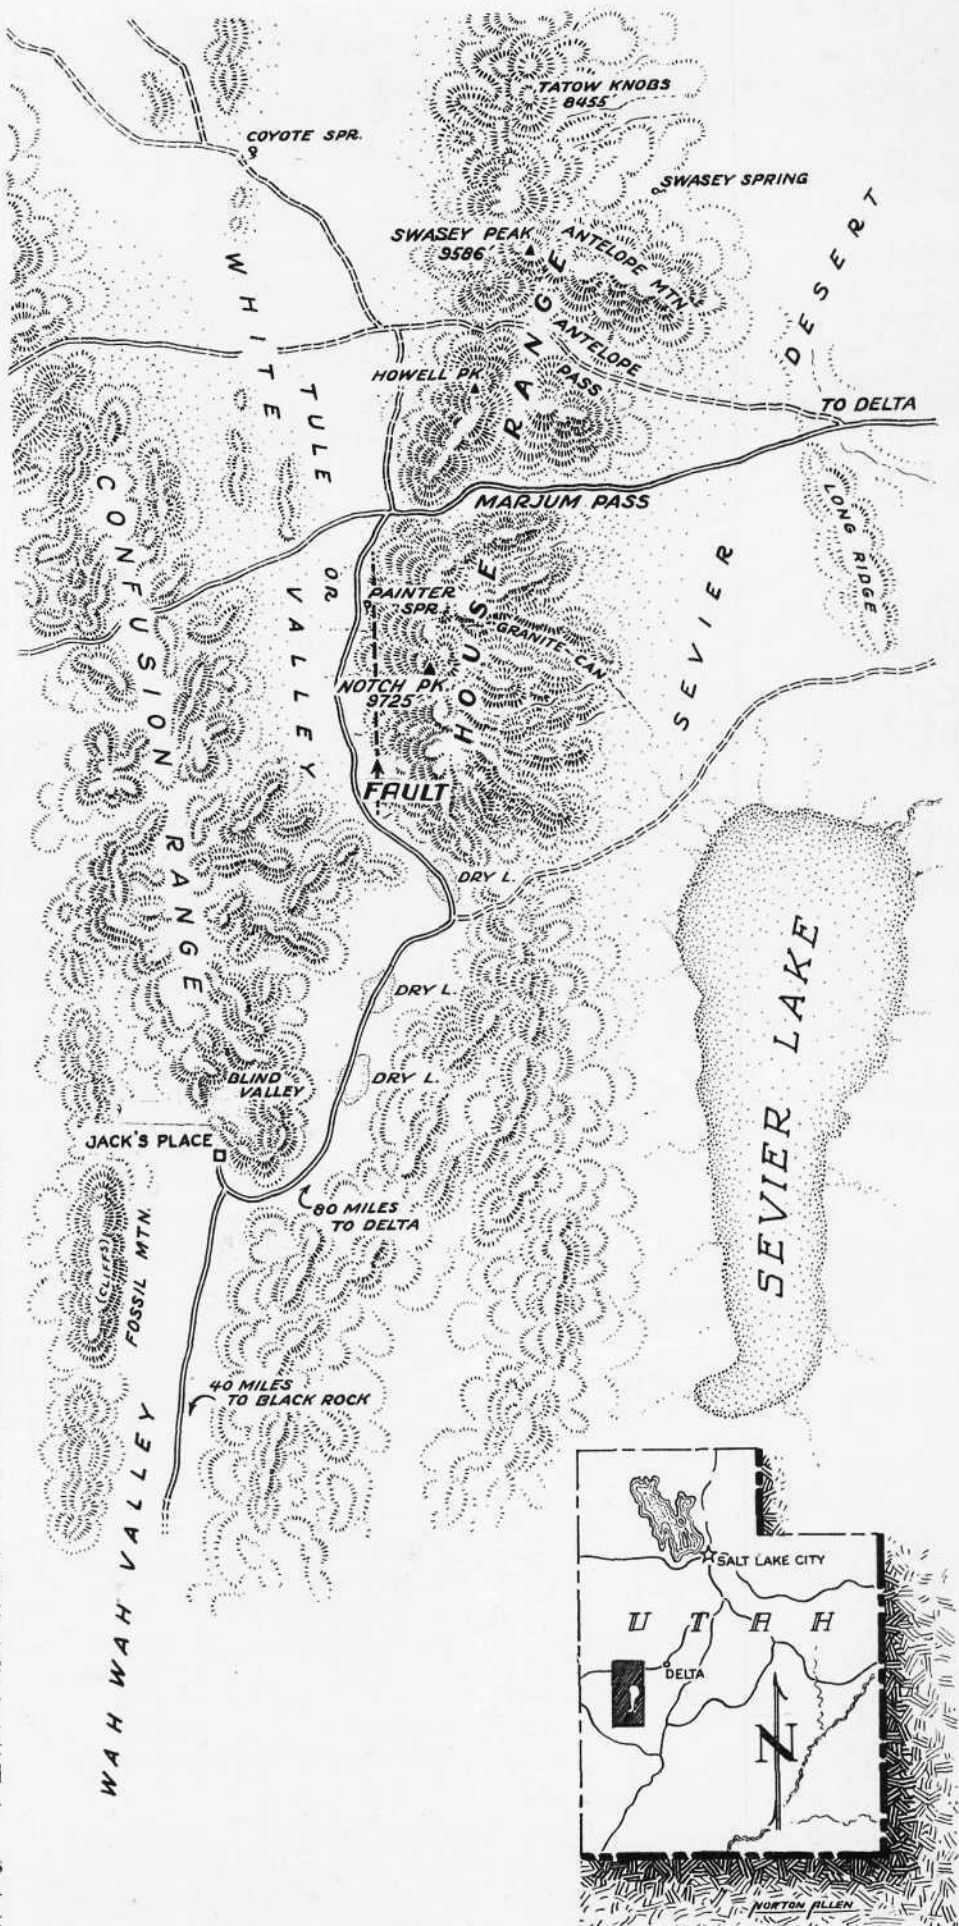 TATOW KNOBS
8455'
COYOTE SPR.
SWASEY SPRING
SWASEY PEAK
9586'
ANTELOPE MTN.
ANTELOPE
PASS
HOWELL PK.
TO DELTA
MARJUM PASS
LONG RIDGE
SEVIER DESERT
WHITE VALLEY
OR
TULE
HOUSE RANGE
CONFUSION RANGE
PAINTER
SPR.
GRANITE-CAN
NOTCH PK.
9725'
FAULT
DRY L.
DRY L.
DRY L.
BLIND
VALLEY
JACK'S PLACE
80 MILES
TO DELTA
SEVIER LAKE
(CLIFFS)
FOSSIL MTN.
40 MILES
TO BLACK ROCK
WAH WAH VALLEY
SALT LAKE CITY
UTAH
DELTA
N
NORTON ALLEN